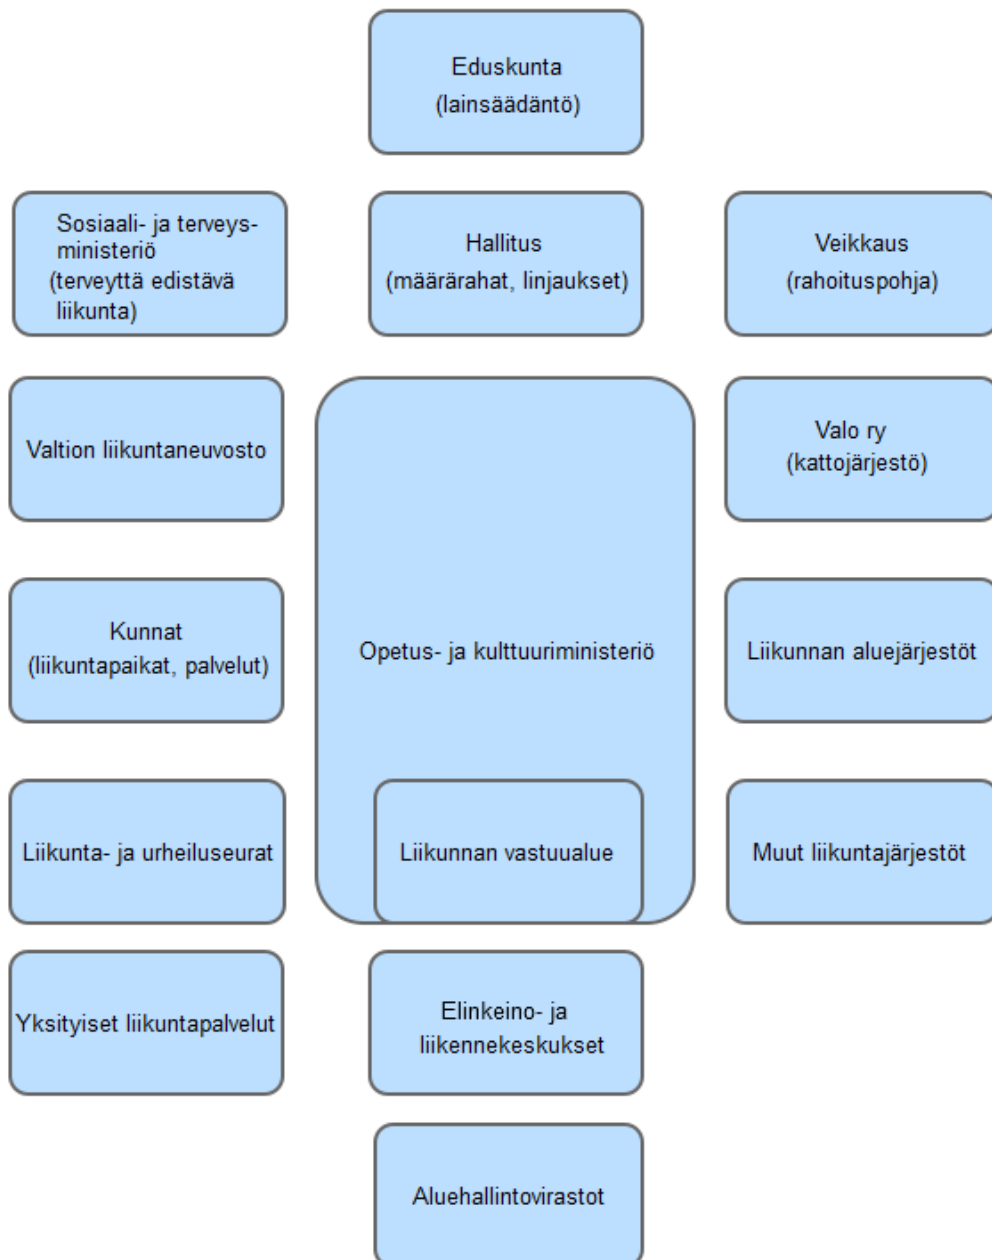 Eduskunta
(lainsäädäntö)
Sosiaali- ja terveys-
ministeriö
(terveyttä edistävä
liikunta)
Hallitus
(määrärahat, linjaukset)
Veikkaus
(rahoituspohja)
Valtion liikuntaneuvosto
Valo ry
(kattojärjestö)
Kunnat
(liikuntapaikat, palvelut)
Opetus- ja kulttuuriministeriö
Liikunnan aluejärjestöt
Liikunta- ja urheiluseurat
Liikunnan vastuualue
Muut liikuntajärjestöt
Yksityiset liikuntapalvelut
Elinkeino- ja
liikennekeskukset
Aluehallintovirastot